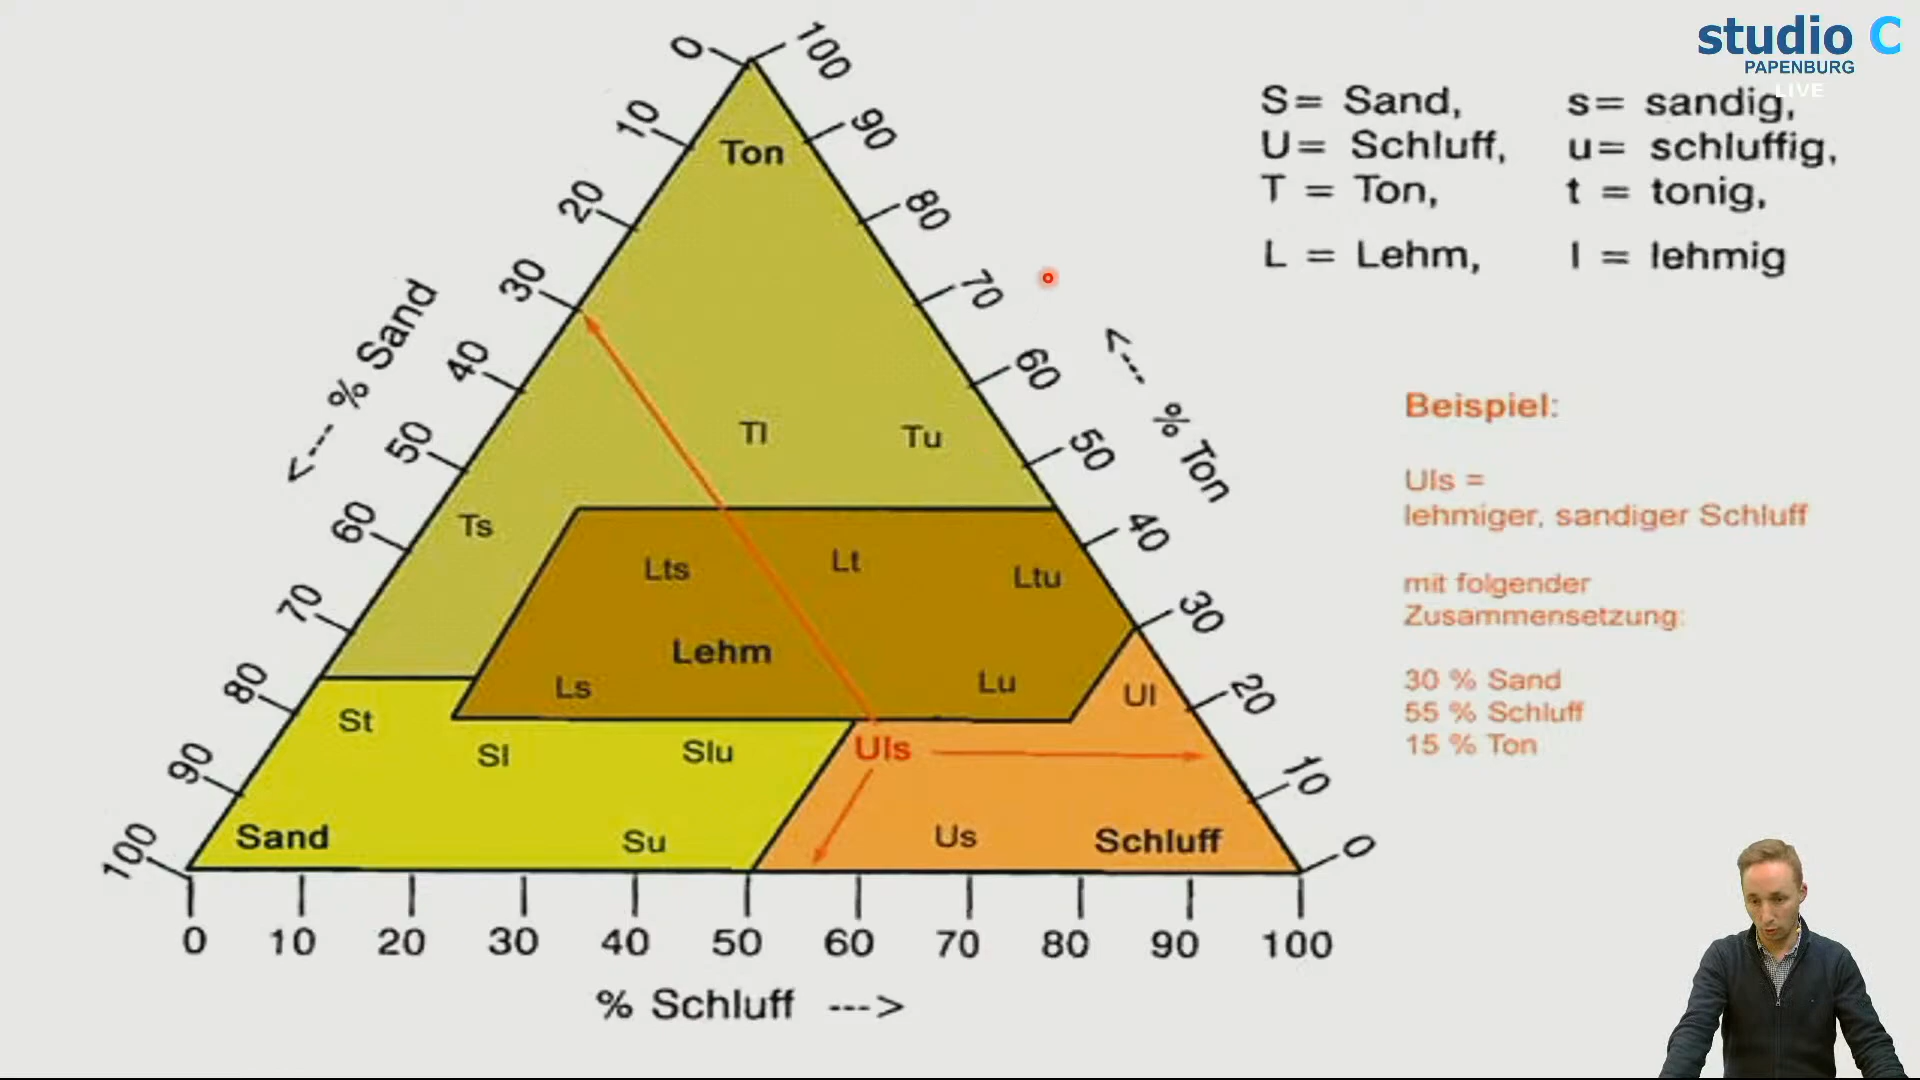 studio C
PAPENBURG
LIVE
S= Sand, s= sandig,
U= Schluff, u= schluffig,
T = Ton, t = tonig,
L = Lehm, l = lehmig
<--- % Sand
0
10
20
30
40
50
60
70
80
90
100
<--- % Ton
100
90
80
70
60
50
40
30
20
10
0
Ton
Tl Tu
Ts
Lts Lt Ltu
Lehm
Ls Lu
Ul
St
Sl Slu Uls
Sand Su Us Schluff
0 10 20 30 40 50 60 70 80 90 100
% Schluff --->
Beispiel:
Uls =
lehmiger, sandiger Schluff
mit folgender
Zusammensetzung:
30 % Sand
55 % Schluff
15 % Ton